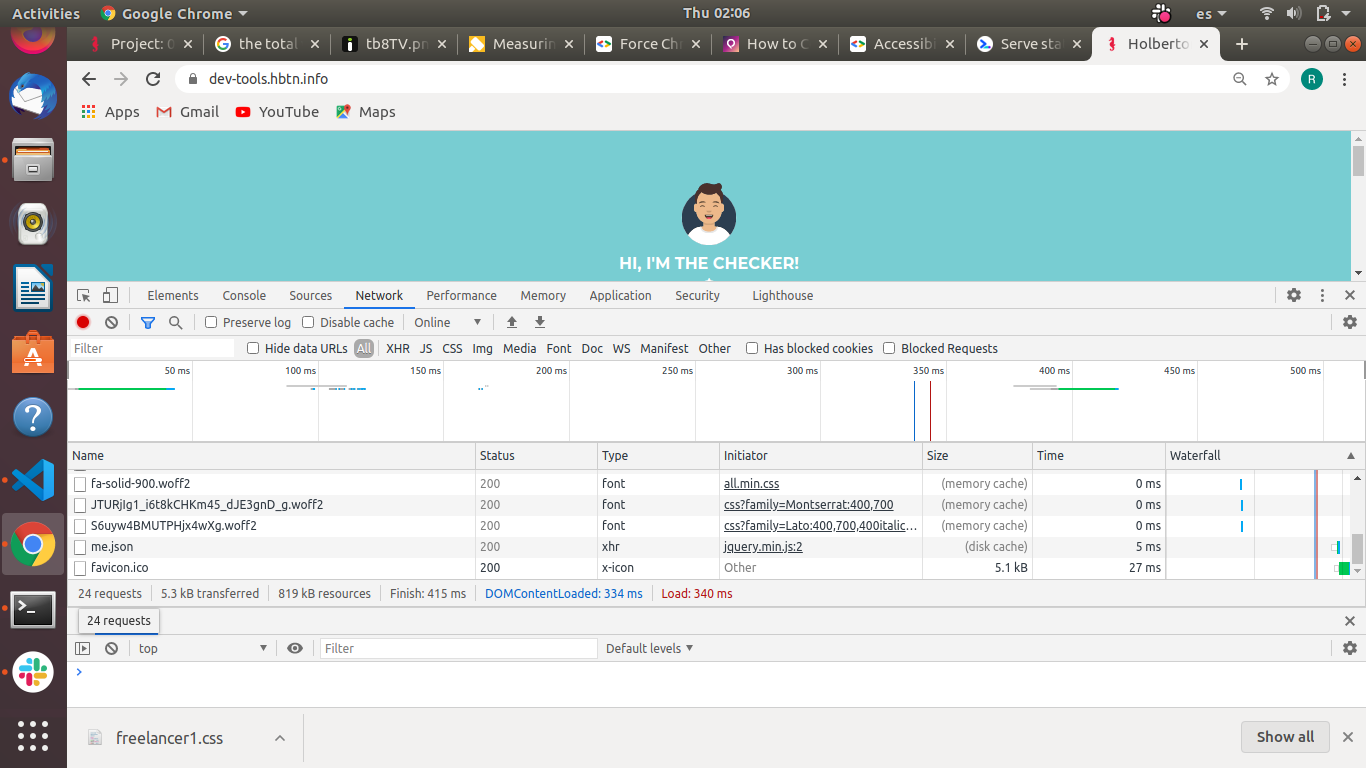 Activities Google Chrome Thu 02:06 es
Project: 0 the total tb8TV.pn Measurin Force Chr How to C Accessibi Serve sta Holberto
dev-tools.hbtn.info R
Apps Gmail YouTube Maps
HI, I'M THE CHECKER!
Elements Console Sources Network Performance Memory Application Security Lighthouse
Preserve log Disable cache Online
Filter Hide data URLs All XHR JS CSS Img Media Font Doc WS Manifest Other Has blocked cookies Blocked Requests
50 ms 100 ms 150 ms 200 ms 250 ms 300 ms 350 ms 400 ms 450 ms 500 ms
Name Status Type Initiator Size Time Waterfall
fa-solid-900.woff2 200 font all.min.css (memory cache) 0 ms
JTURjIg1_i6t8kCHKm45_dJE3gnD_g.woff2 200 font css?family=Montserrat:400,700 (memory cache) 0 ms
S6uyw4BMUTPHjx4wXg.woff2 200 font css?family=Lato:400,700,400italic… (memory cache) 0 ms
me.json 200 xhr jquery.min.js:2 (disk cache) 5 ms
favicon.ico 200 x-icon Other 5.1 kB 27 ms
24 requests 5.3 kB transferred 819 kB resources Finish: 415 ms DOMContentLoaded: 334 ms Load: 340 ms
24 requests
top Filter Default levels
freelancer1.css Show all